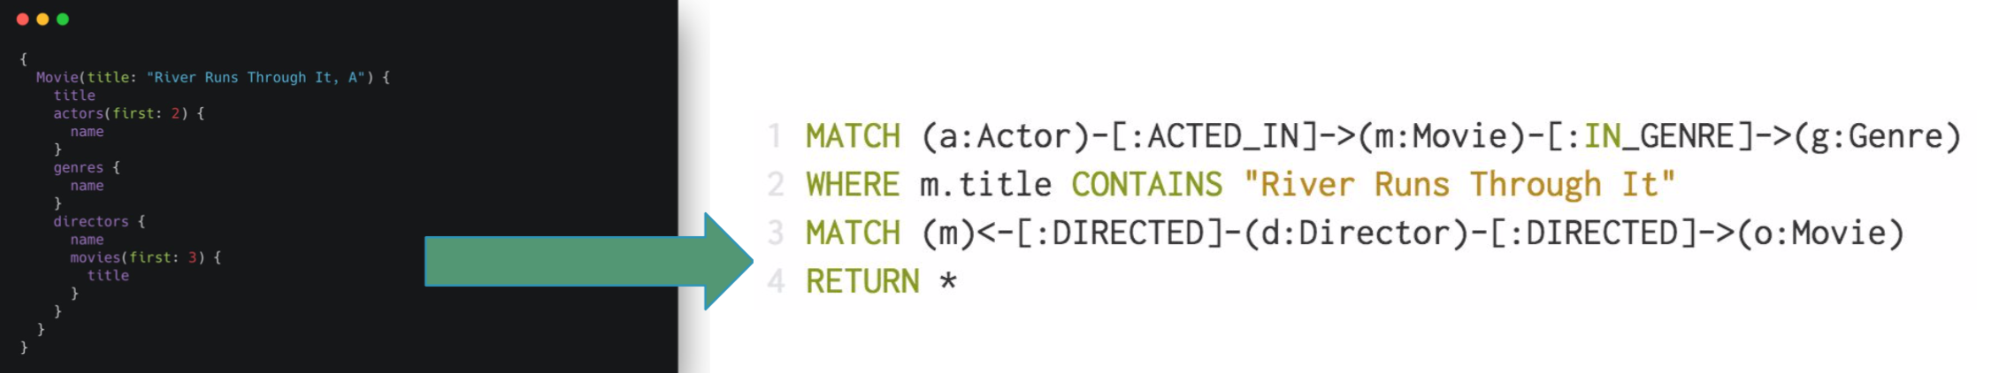 {
Movie(title: "River Runs Through It, A") {
title
actors(first: 2) {
name
}
genres {
name
}
directors {
name
movies(first: 3) {
title
}
}
}
}
1 MATCH (a:Actor)-[:ACTED_IN]->(m:Movie)-[:IN_GENRE]->(g:Genre)
2 WHERE m.title CONTAINS "River Runs Through It"
3 MATCH (m)<-[:DIRECTED]-(d:Director)-[:DIRECTED]->(o:Movie)
4 RETURN *